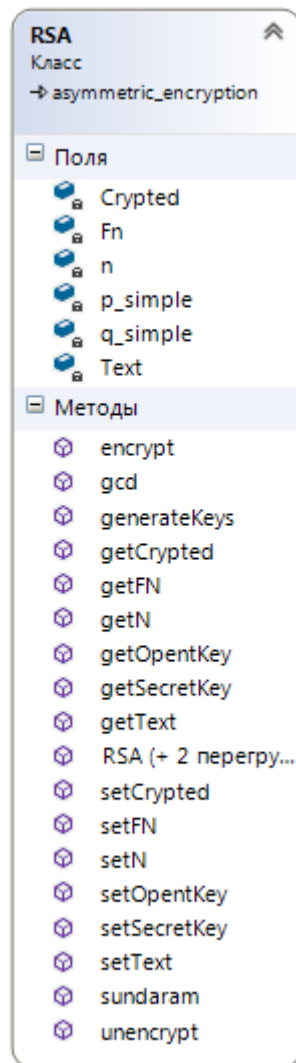 RSA
Класс
asymmetric_encryption
Поля
Crypted
Fn
n
p_simple
q_simple
Text
Методы
encrypt
gcd
generateKeys
getCrypted
getFN
getN
getOpentKey
getSecretKey
getText
RSA (+ 2 перегру...
setCrypted
setFN
setN
setOpentKey
setSecretKey
setText
sundaram
unencrypt